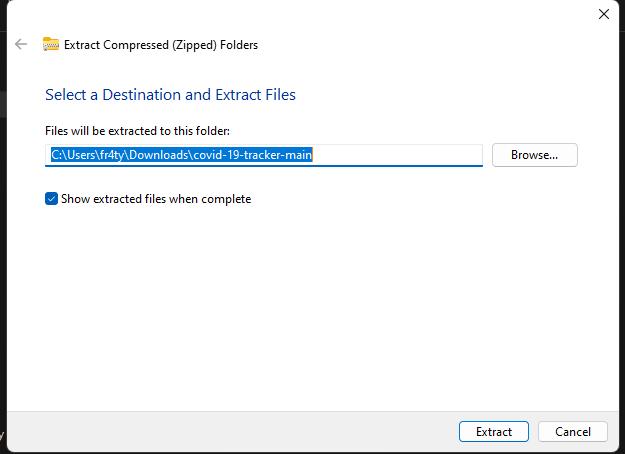 Extract Compressed (Zipped) Folders
Select a Destination and Extract Files
Files will be extracted to this folder:
C:\Users\fr4ty\Downloads\covid-19-tracker-main
Browse...
Show extracted files when complete
y
Extract
Cancel